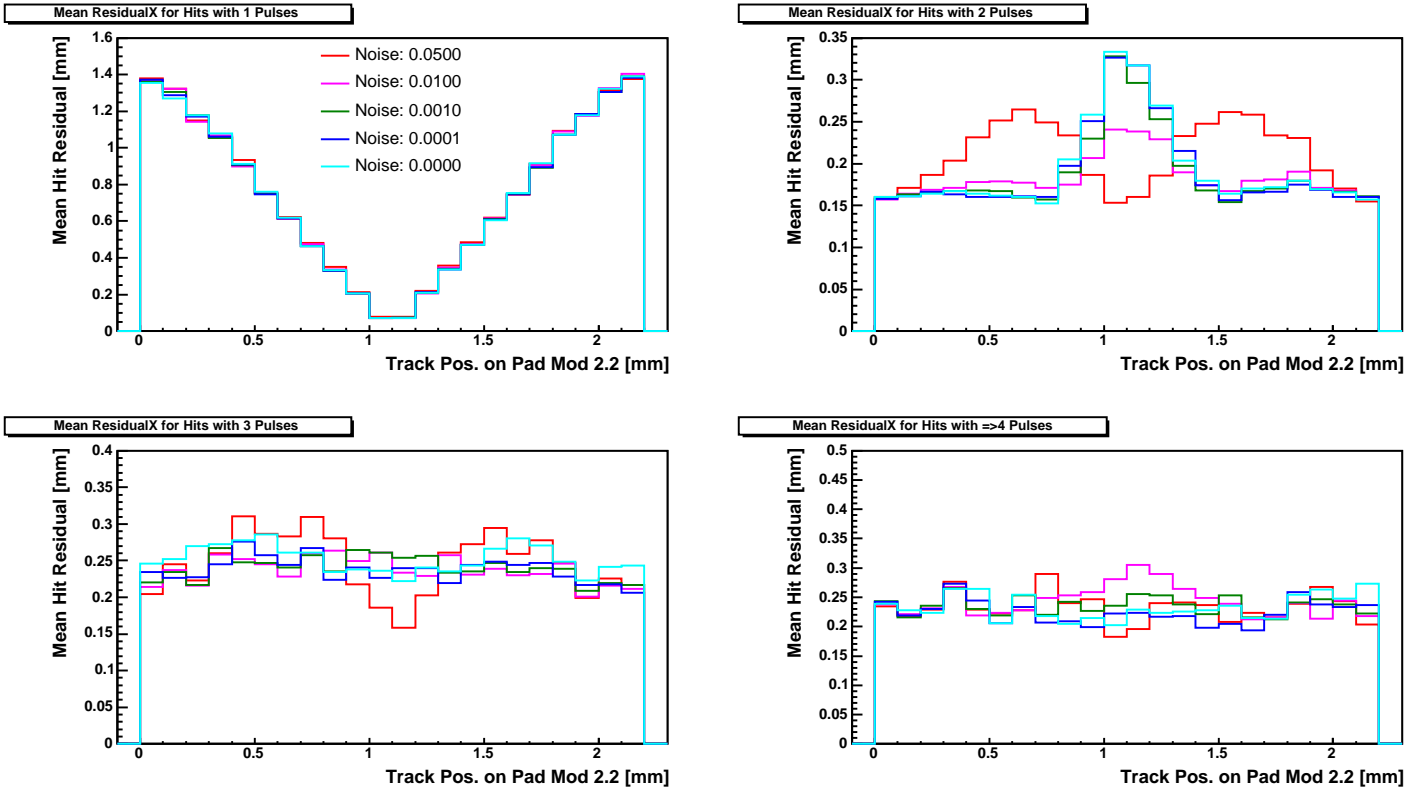 Mean ResidualX for Hits with 1 Pulses
Mean Hit Residual [mm]
1.6
1.4
1.2
1
0.8
0.6
0.4
0.2
0
Noise: 0.0500
Noise: 0.0100
Noise: 0.0010
Noise: 0.0001
Noise: 0.0000
0 0.5 1 1.5 2
Track Pos. on Pad Mod 2.2 [mm]
Mean ResidualX for Hits with 2 Pulses
Mean Hit Residual [mm]
0.35
0.3
0.25
0.2
0.15
0.1
0.05
0
0 0.5 1 1.5 2
Track Pos. on Pad Mod 2.2 [mm]
Mean ResidualX for Hits with 3 Pulses
Mean Hit Residual [mm]
0.4
0.35
0.3
0.25
0.2
0.15
0.1
0.05
0
0 0.5 1 1.5 2
Track Pos. on Pad Mod 2.2 [mm]
Mean ResidualX for Hits with =>4 Pulses
Mean Hit Residual [mm]
0.5
0.45
0.4
0.35
0.3
0.25
0.2
0.15
0.1
0.05
0
0 0.5 1 1.5 2
Track Pos. on Pad Mod 2.2 [mm]